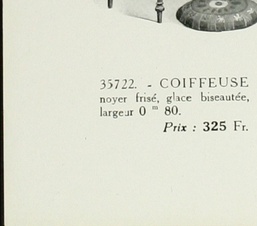 35722. - COIFFEUSE
noyer frisé, glace biseautée,
largeur 0 m 80.
Prix : 325 Fr.